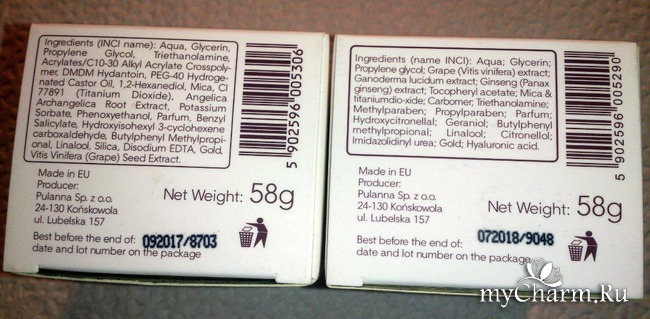 Ingredients (INCI name): Aqua, Glycerin,
Propylene Glycol, Triethanolamine,
Acrylates/C10-30 Alkyl Acrylate Crosspoly-
mer, DMDM Hydantoin, PEG-40 Hydroge-
nated Castor Oil, 1,2-Hexanediol, Mica, CI
77891 (Titanium Dioxide), Angelica
Archangelica Root Extract, Potassium
Sorbate, Phenoxyethanol, Parfum, Benzyl
Salicylate, Hydroxyisohexyl 3-cyclohexene
carboxaldehyde, Butylphenyl Methylpropi-
onal, Linalool, Silica, Disodium EDTA, Gold,
Vitis Vinifera (Grape) Seed Extract.
5 902596 005306
Made in EU
Producer:
Pulanna Sp. z o.o.
24-130 Końskowola
ul. Lubelska 157
Net Weight: 58g
Best before the end of: 092017/8703
date and lot number on the package
Ingredients (name INCI): Aqua; Glycerin;
Propylene glycol; Grape (Vitis vinifera) extract;
Ganoderma lucidum extract; Ginseng (Panax
ginseng) extract; Tocopheryl acetate; Mica &
titaniumdio-xide; Carbomer; Triethanolamine;
Methylparaben; Propylparaben; Parfum;
Hydroxycitronellal; Geraniol; Butylphenyl
methylpropional; Linalool; Citronellol;
Imidazolidinyl urea; Gold; Hyaluronic acid.
5 902596 005290
Made in EU
Producer:
Pulanna Sp. z o.o.
24-130 Końskowola
ul. Lubelska 157
Net Weight: 58g
Best before the end of: 072018/9048
date and lot number on the package
myCharm.Ru